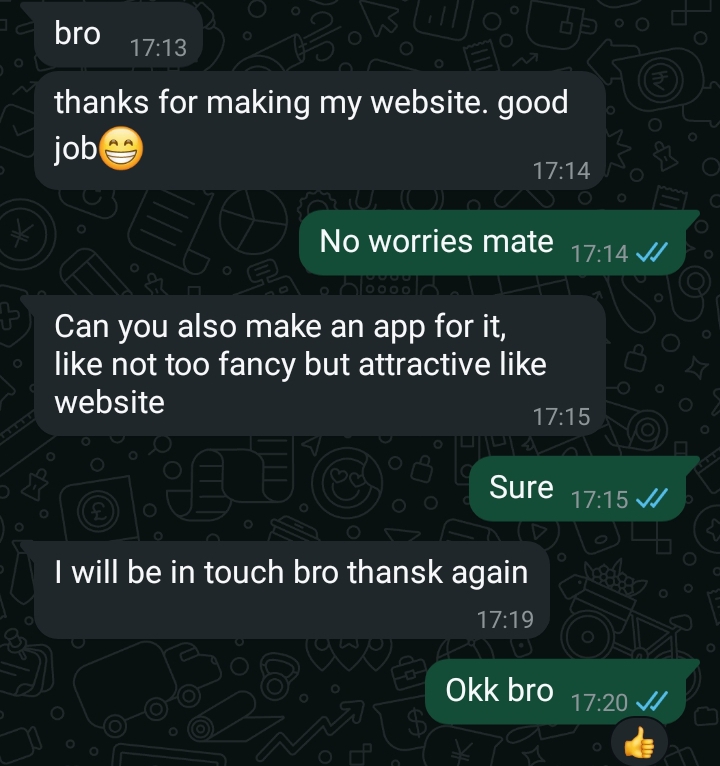 bro 17:13
thanks for making my website. good
job😁
17:14
No worries mate 17:14
Can you also make an app for it,
like not too fancy but attractive like
website
17:15
Sure 17:15
I will be in touch bro thansk again
17:19
Okk bro 17:20
👍